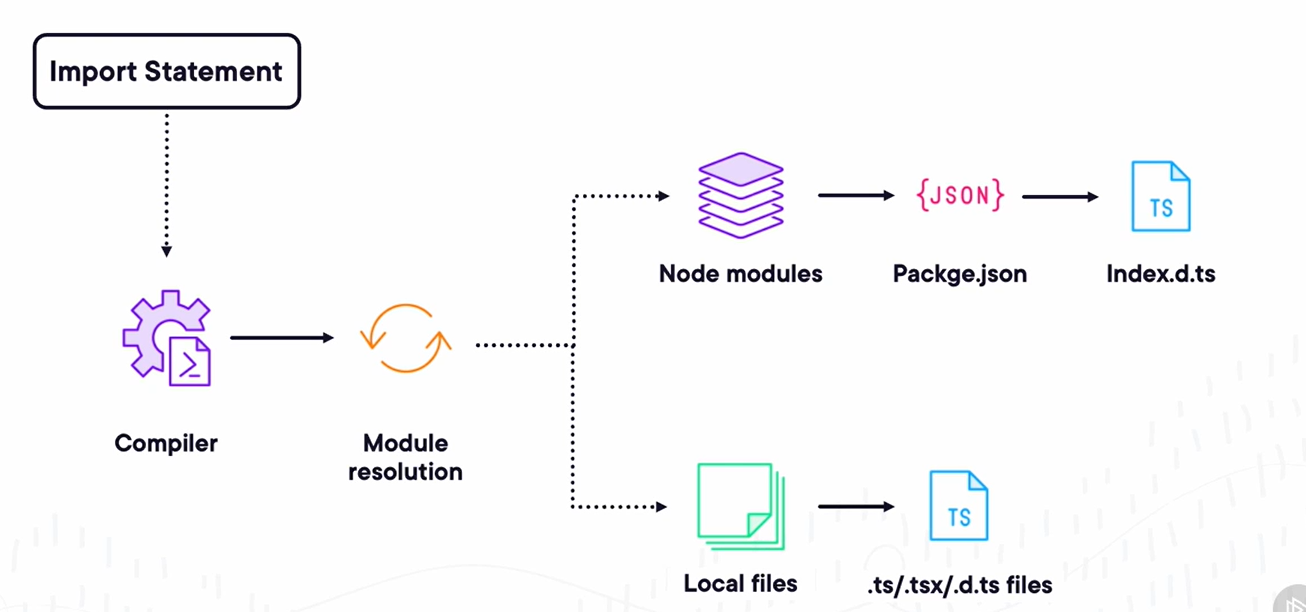 Import Statement
{JSON}
TS
Node modules
Packge.json
Index.d.ts
Compiler
Module
resolution
TS
Local files
.ts/.tsx/.d.ts files